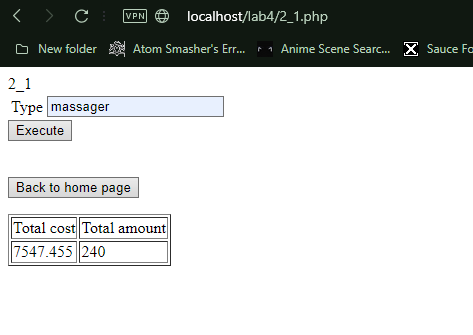 VPN localhost/lab4/2_1.php
New folder Atom Smasher's Err... Anime Scene Searc... Sauce Fo
2_1
Type massager
Execute
Back to home page
Total cost Total amount
7547.455 240